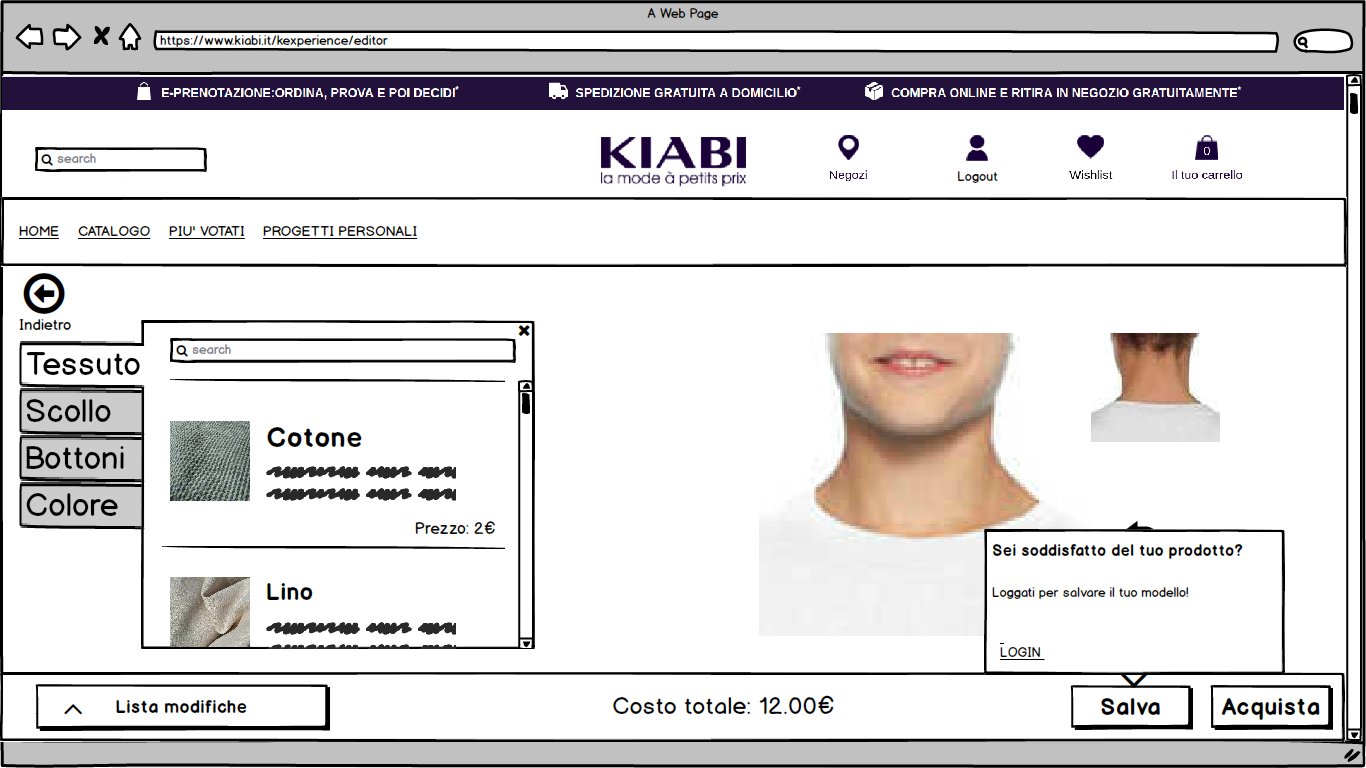 A Web Page
https://www.kiabi.it/kexperience/editor
E-PRENOTAZIONE:ORDINA, PROVA E POI DECIDI* SPEDIZIONE GRATUITA A DOMICILIO* COMPRA ONLINE E RITIRA IN NEGOZIO GRATUITAMENTE*
search
KIABI
la mode à petits prix
Negozi
Logout
Wishlist
0
Il tuo carrello
HOME CATALOGO PIU' VOTATI PROGETTI PERSONALI
Indietro
Tessuto
Scollo
Bottoni
Colore
search
Cotone
Prezzo: 2€
Lino
Sei soddisfatto del tuo prodotto?
Loggati per salvare il tuo modello!
LOGIN
Lista modifiche
Costo totale: 12.00€
Salva
Acquista